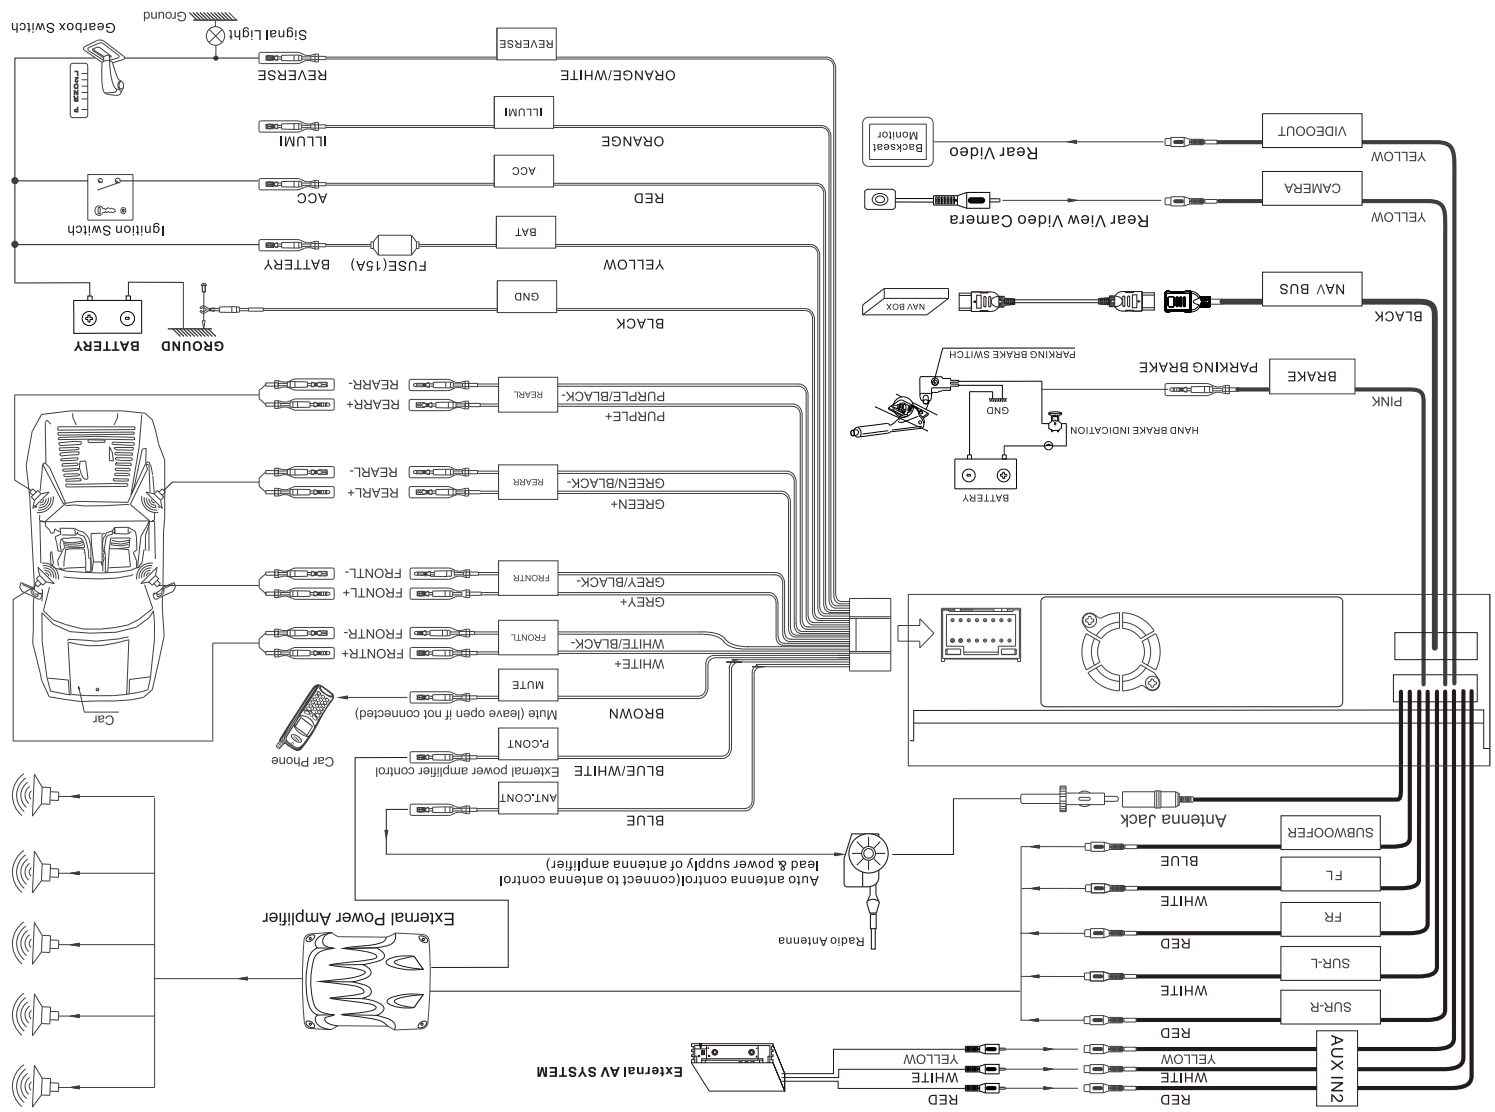 RED
WHITE
YELLOW
AUX IN2
RED
WHITE
YELLOW
External AV SYSTEM
SUR-R
RED
SUR-L
WHITE
FR
RED
FL
WHITE
SUBWOOFER
BLUE
Antenna Jack
Radio Antenna
External Power Amplifier
Auto antenna control(connect to antenna control
lead & power supply of antenna amplifier)
BLUE
ANT.CONT
BLUE/WHITE
P.CONT
External power amplifier control
Car Phone
BROWN
MUTE
Mute (leave open if not connected)
Car
WHITE+
WHITE/BLACK-
FRONTL
FRONTR+
FRONTR-
GREY+
GREY/BLACK-
FRONTR
FRONTL+
FRONTL-
GREEN+
GREEN/BLACK-
REARR
REARL+
REARL-
PURPLE+
PURPLE/BLACK-
REARL
REARR+
REARR-
BATTERY
HAND INDICATION
GND
PARKING BRAKE SWITCH
PINK
BRAKE
PARKING BRAKE
BLACK
NAV BUS
NAV BOX
YELLOW
CAMERA
Rear View Video Camera
YELLOW
VIDEOOUT
Rear Video
Backseat
Monitor
BLACK
GND
GROUND
BATTERY
YELLOW
BAT
FUSE(15A)
BATTERY
Ignition Switch
RED
ACC
ACC
ORANGE
ILLUMI
ILLUMI
ORANGE/WHITE
REVERSE
REVERSE
Signal Light
Ground
Gearbox Switch